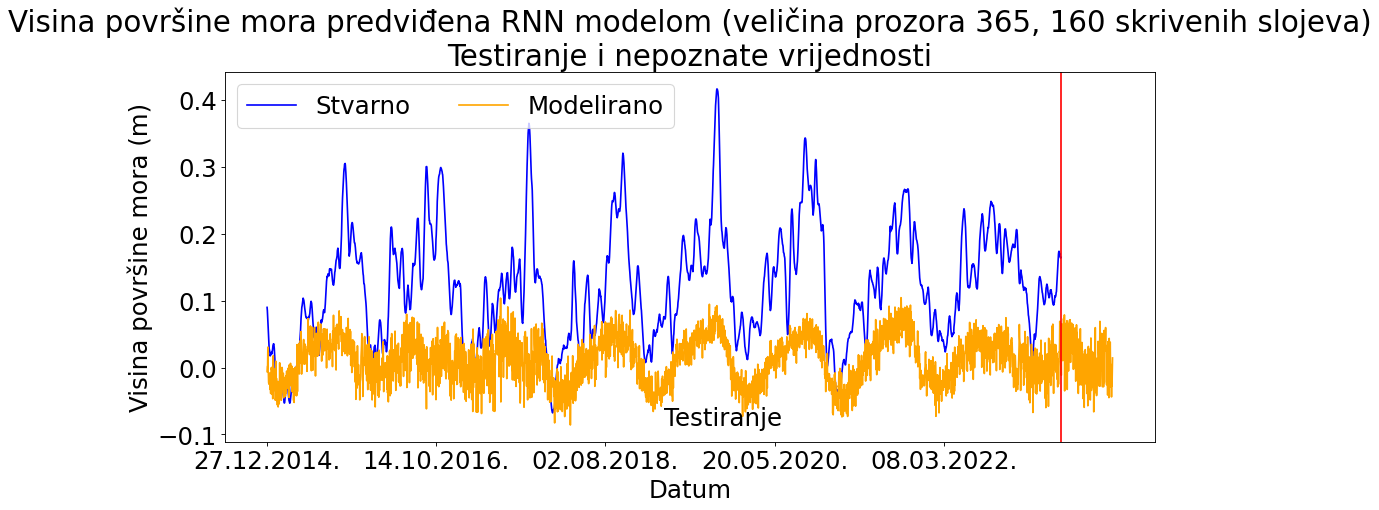 Visina površine mora predviđena RNN modelom (veličina prozora 365, 160 skrivenih slojeva)
Testiranje i nepoznate vrijednosti
Stvarno
Modelirano
Visina površine mora (m)
0.4
0.3
0.2
0.1
0.0
−0.1
Testiranje
27.12.2014.
14.10.2016.
02.08.2018.
20.05.2020.
08.03.2022.
Datum